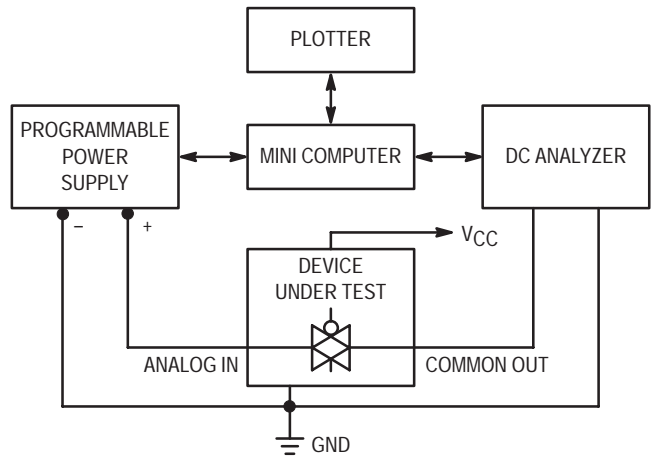 PLOTTER
PROGRAMMABLE
POWER
SUPPLY
MINI COMPUTER
DC ANALYZER
– +
VCC
DEVICE
UNDER TEST
ANALOG IN
COMMON OUT
GND